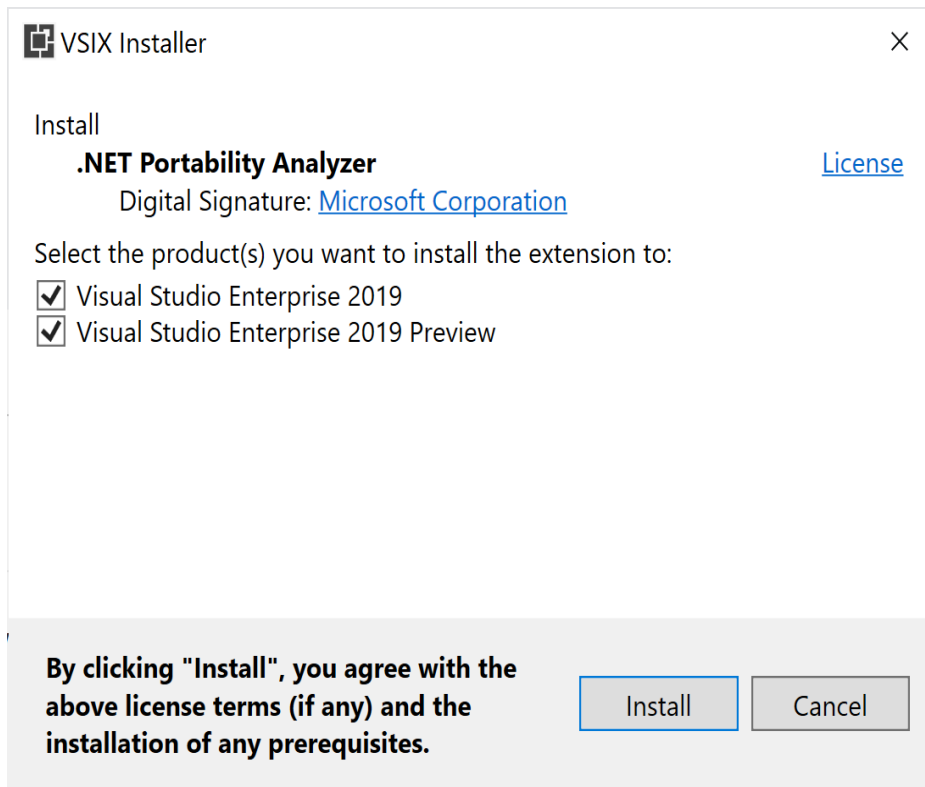 VSIX Installer
Install
.NET Portability Analyzer
License
Digital Signature: Microsoft Corporation
Select the product(s) you want to install the extension to:
Visual Studio Enterprise 2019
Visual Studio Enterprise 2019 Preview
By clicking "Install", you agree with the
above license terms (if any) and the
installation of any prerequisites.
Install
Cancel